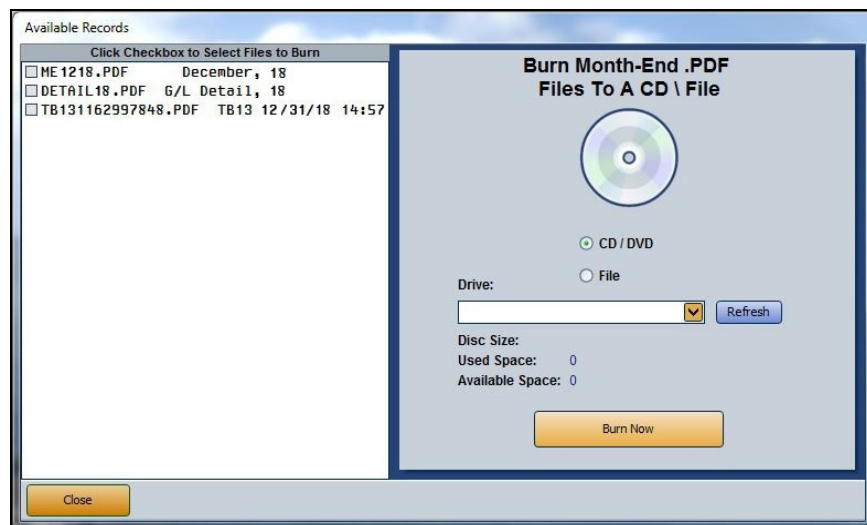 Available Records
Click Checkbox to Select Files to Burn
ME1218.PDF December, 18
DETAIL18.PDF G/L Detail, 18
TB131162997848.PDF TB13 12/31/18 14:57
Burn Month-End .PDF
Files To A CD \ File
CD / DVD
File
Drive:
Refresh
Disc Size:
Used Space: 0
Available Space: 0
Burn Now
Close